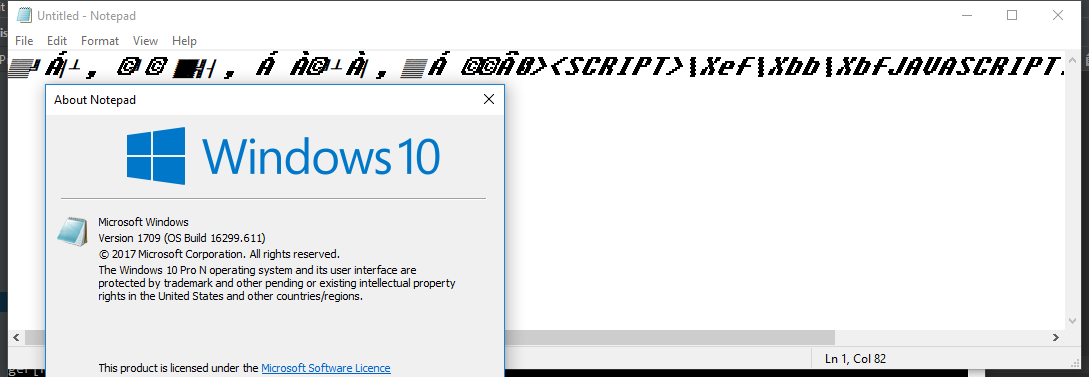 Untitled - Notepad
File Edit Format View Help
, @ © , Á À@┴À┤, ▒Á @©Â0><SCRIPT>\XeF\Xbb\XbFJAVASCRIPT
About Notepad
Windows 10
Microsoft Windows
Version 1709 (OS Build 16299.611)
© 2017 Microsoft Corporation. All rights reserved.
The Windows 10 Pro N operating system and its user interface are
protected by trademark and other pending or existing intellectual property
rights in the United States and other countries/regions.
This product is licensed under the Microsoft Software Licence
Ln 1, Col 82